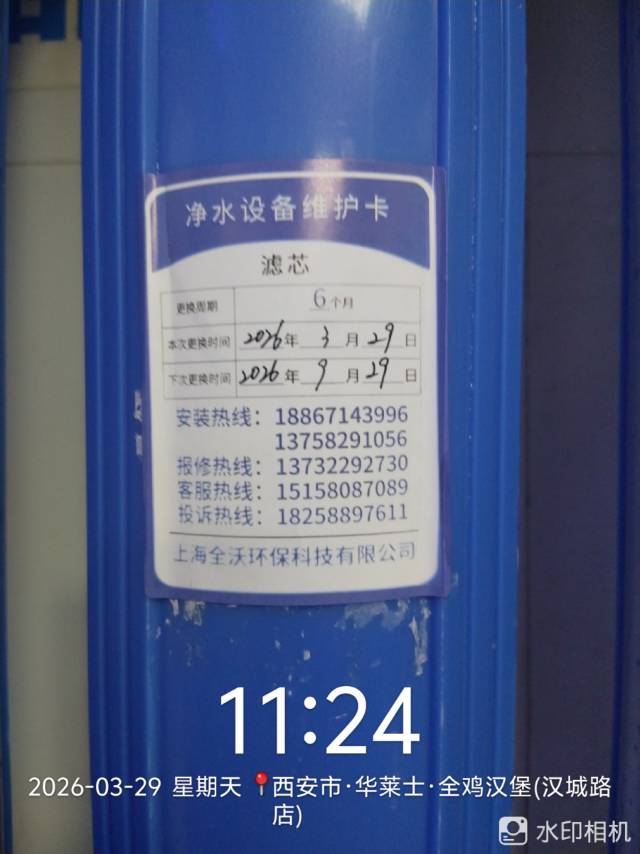 净水设备维护卡
滤芯
更换周期 6个月
本次更换时间 2026年 3 月 29 日
下次更换时间 2026年 9 月 29 日
安装热线: 18867143996
13758291056
报修热线: 13732292730
客服热线: 15158087089
投诉热线: 18258897611
上海全沃环保科技有限公司
11:24
2026-03-29 星期天 📍西安市·华莱士·全鸡汉堡(汉城路
店)
水印相机